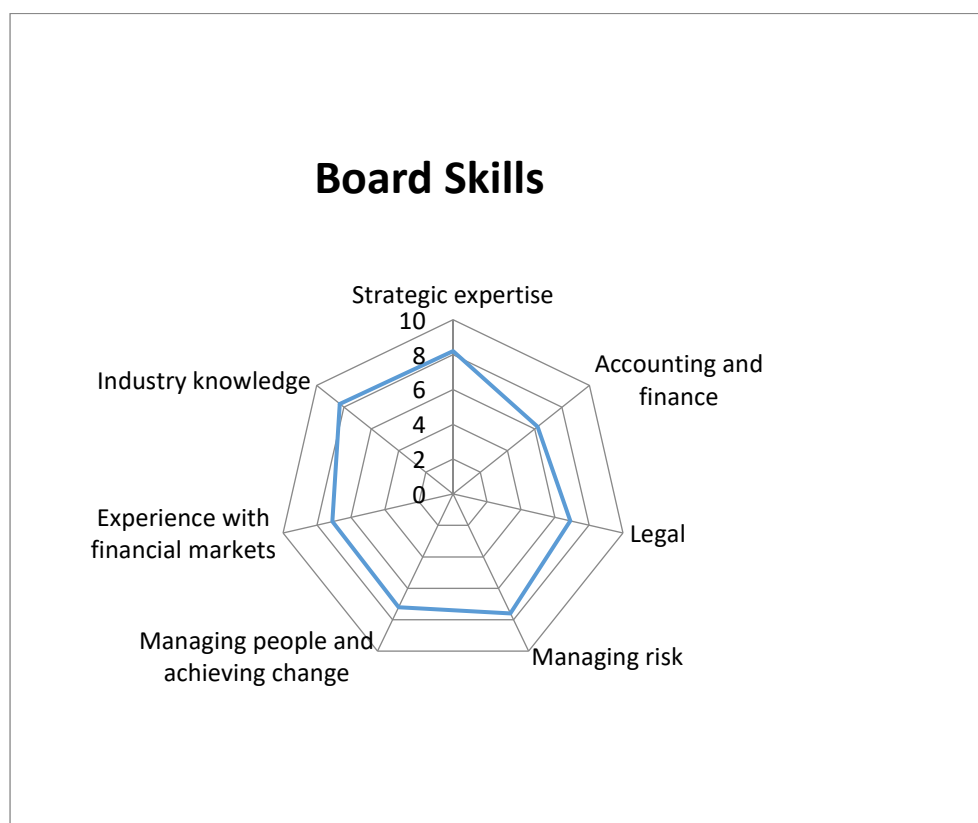 Board Skills
Strategic expertise
10
8
6
4
2
0
Accounting and
finance
Legal
Managing risk
Managing people and
achieving change
Experience with
financial markets
Industry knowledge